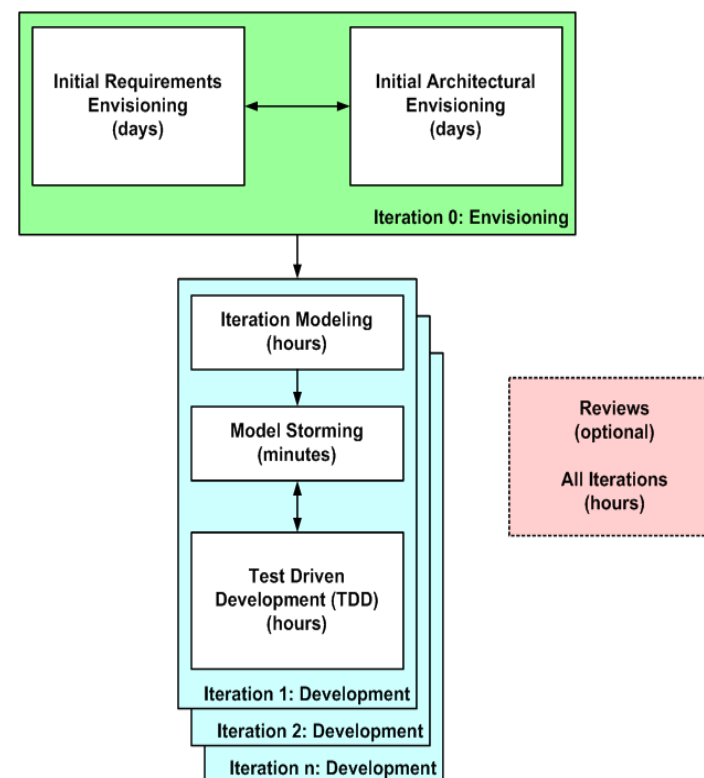 Initial Requirements
Envisioning
(days)
Initial Architectural
Envisioning
(days)
Iteration 0: Envisioning
Iteration Modeling
(hours)
Model Storming
(minutes)
Test Driven
Development (TDD)
(hours)
Iteration 1: Development
Iteration 2: Development
Iteration n: Development
Reviews
(optional)
All Iterations
(hours)